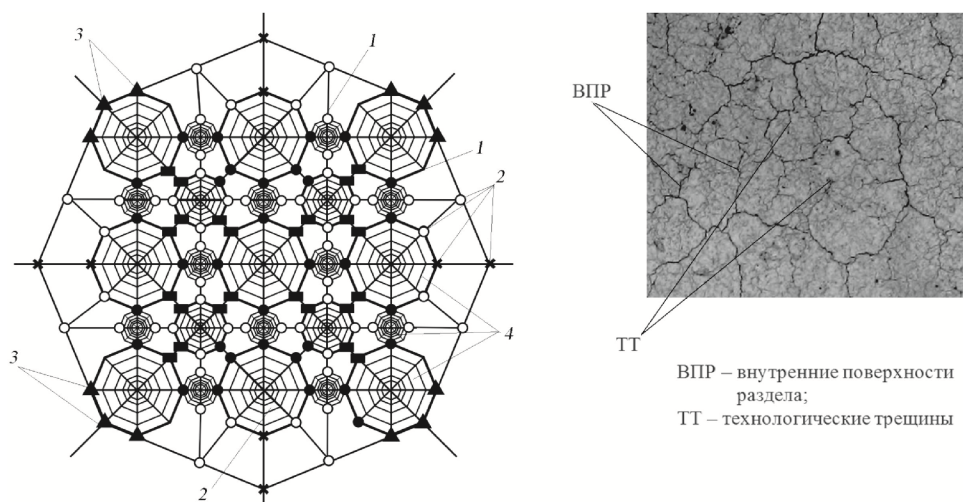 3
1
1
2
4
3
2
ВПР
ТТ
ВПР – внутренние поверхности
раздела;
ТТ – технологические трещины